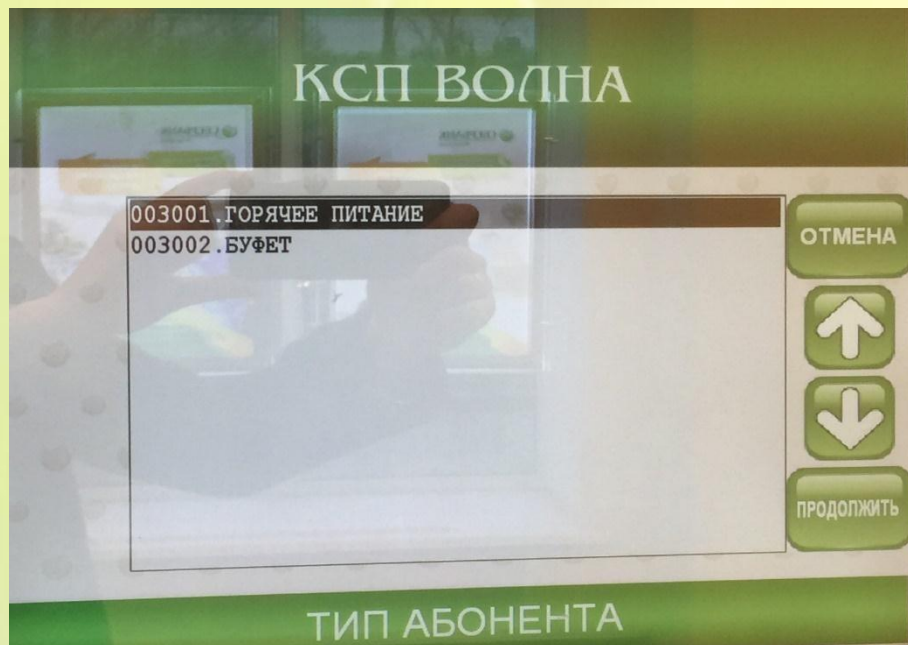 КСП ВОЛНА
003001.ГОРЯЧЕЕ ПИТАНИЕ
003002.БУФЕТ
ОТМЕНА
ПРОДОЛЖИТЬ
ТИП АБОНЕНТА